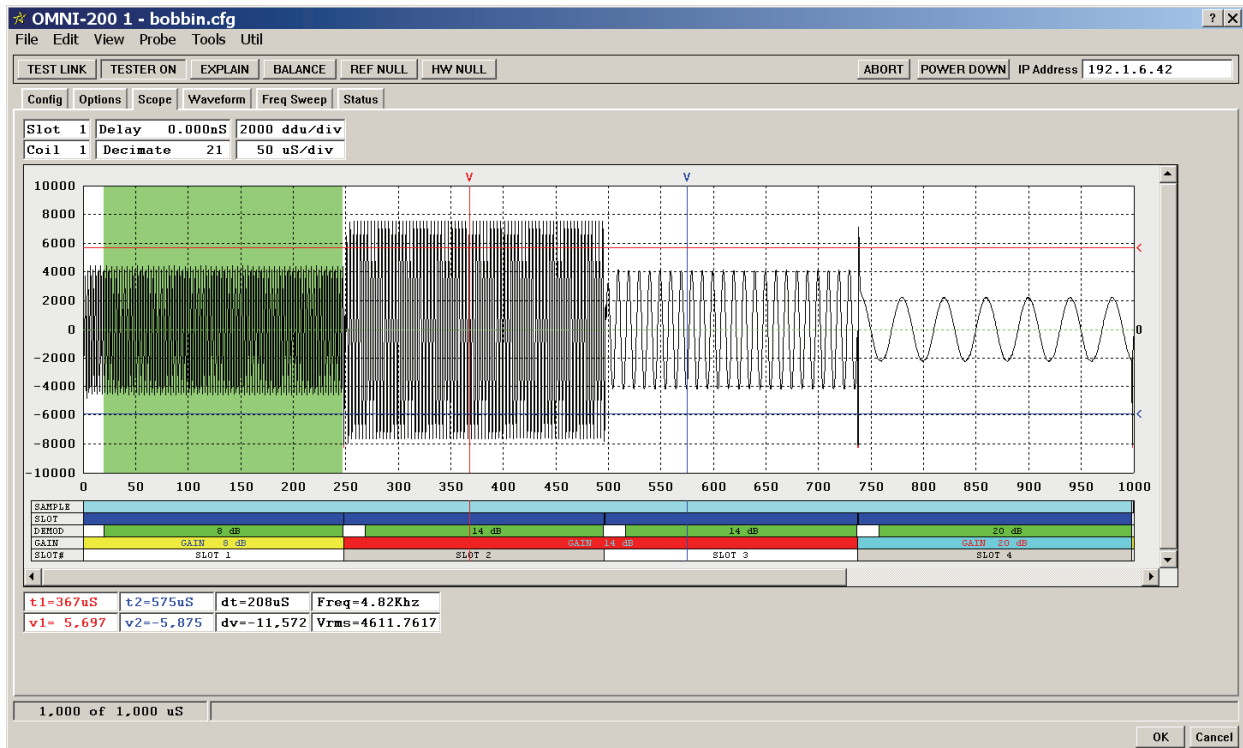 OMNI-200 1 - bobbin.cfg
? X
File Edit View Probe Tools Util
TEST LINK TESTER ON EXPLAIN BALANCE REF NULL HW NULL ABORT POWER DOWN IP Address 192.1.6.42
Config Options Scope Waveform Freq Sweep Status
Slot 1 Delay 0.000nS 2000 ddu/div
Coil 1 Decimate 21 50 uS/div
V V
10000
8000
6000
4000
2000
0 0
-2000
-4000
-6000
-8000
-10000
0 50 100 150 200 250 300 350 400 450 500 550 600 650 700 750 800 850 900 950 1000
SAMPLE
SLOT
DEMOD 8 dB 14 dB 14 dB 20 dB
GAIN GAIN 8 dB GAIN 14 dB GAIN 20 dB
SLOT# SLOT 1 SLOT 2 SLOT 3 SLOT 4
t1=367uS t2=575uS dt=208uS Freq=4.82Khz
v1= 5,697 v2=-5,875 dv=-11,572 Vrms=4611.7617
1,000 of 1,000 uS
OK Cancel